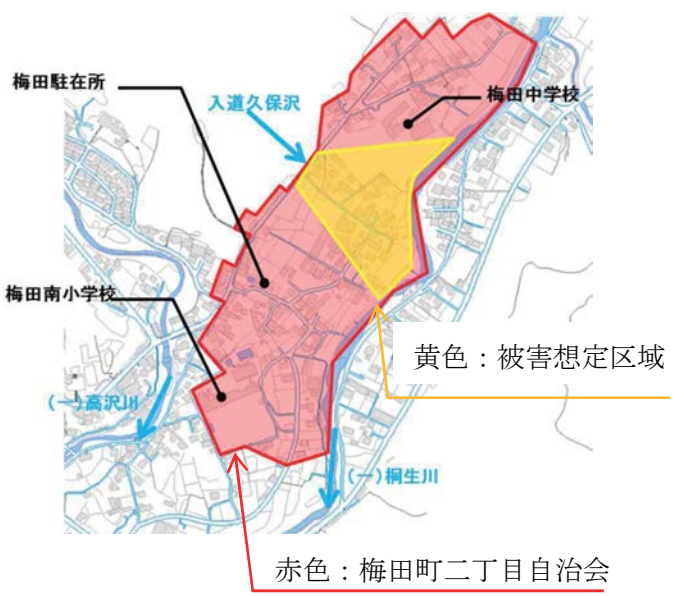 梅田駐在所
入道久保沢
梅田中学校
梅田南小学校
黄色：被害想定区域
(一)高沢川
(一)桐生川
赤色：梅田町二丁目自治会